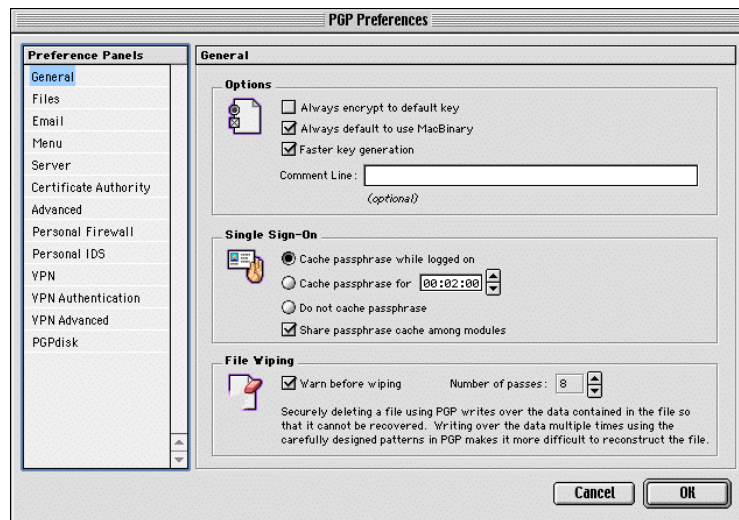 PGP Preferences
Preference Panels
General
Files
Email
Menu
Server
Certificate Authority
Advanced
Personal Firewall
Personal IDS
VPN
VPN Authentication
VPN Advanced
PGPdisk
General
Options
Always encrypt to default key
Always default to use MacBinary
Faster key generation
Comment Line :
(optional)
Single Sign-On
Cache passphrase while logged on
Cache passphrase for 00:02:00
Do not cache passphrase
Share passphrase cache among modules
File Wiping
Warn before wiping Number of passes : 8
Securely deleting a file using PGP writes over the data contained in the file so
that it cannot be recovered. Writing over the data multiple times using the
carefully designed patterns in PGP makes it more difficult to reconstruct the file.
Cancel OK